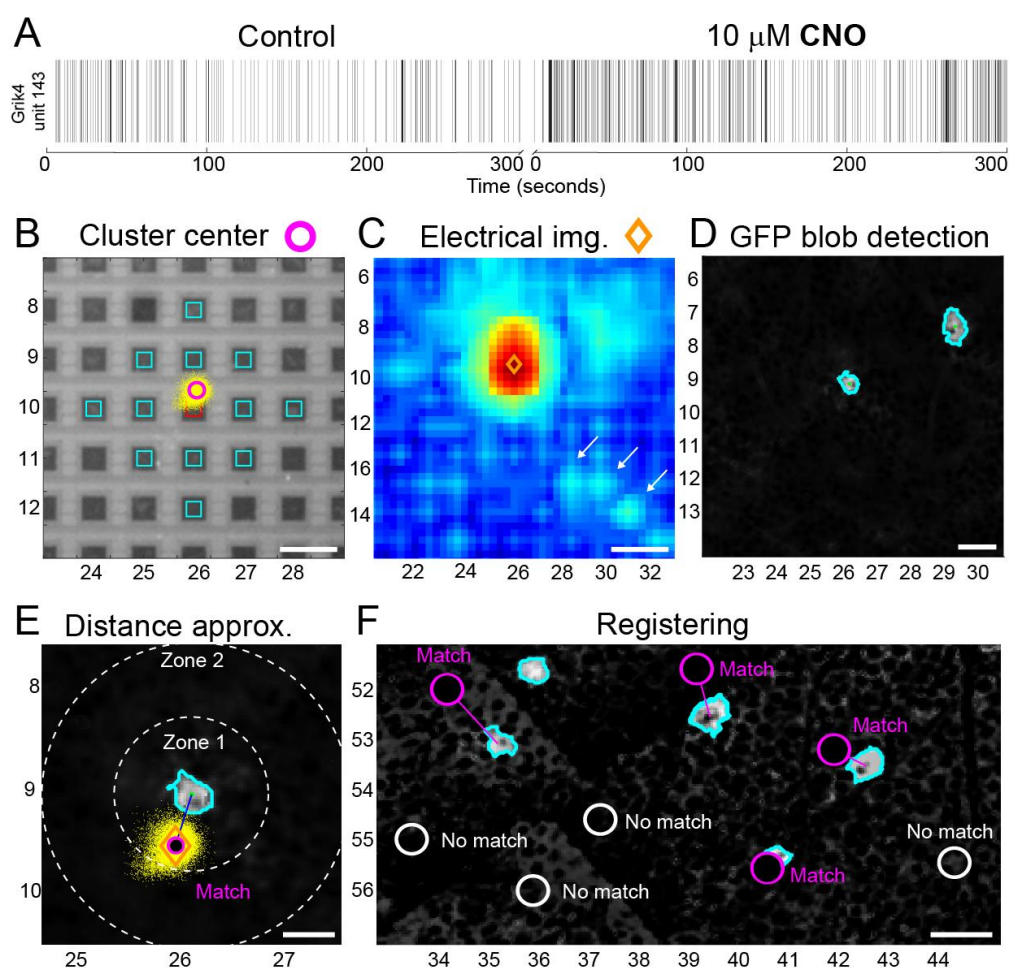 A
Control
10 μM CNO
Grik4
unit 143
0 100 200 300 0 100 200 300
Time (seconds)
B Cluster center
8
9
10
11
12
24 25 26 27 28
C Electrical img.
6
8
10
12
16
14
22 24 26 28 30 32
D GFP blob detection
6
7
8
9
10
11
12
13
23 24 25 26 27 28 29 30
E Distance approx.
Zone 2
Zone 1
Match
8
9
10
25 26 27
F Registering
Match
Match
Match
No match
No match
No match
Match
No match
52
53
54
55
56
34 35 36 37 38 39 40 41 42 43 44